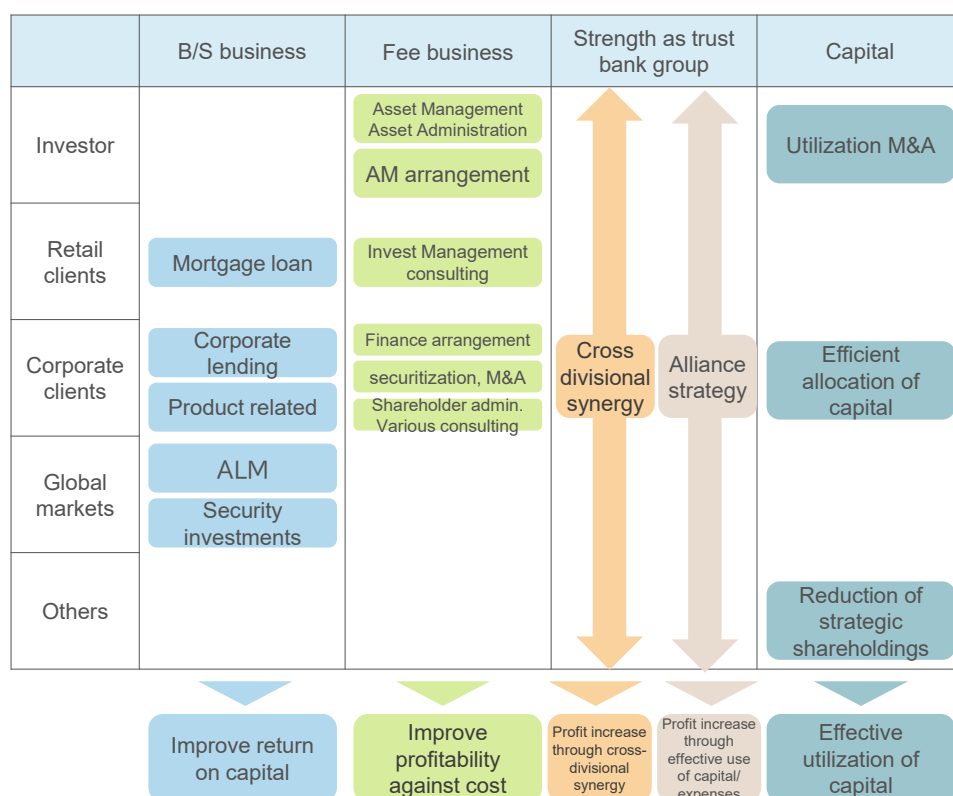 B/S business
Fee business
Strength as trust
bank group
Capital
Investor
Asset Management
Asset Administration
AM arrangement
Utilization M&A
Retail
clients
Mortgage loan
Invest Management
consulting
Corporate
clients
Corporate
lending
Product related
Finance arrangement
securitization, M&A
Shareholder admin.
Various consulting
Cross
divisional
synergy
Alliance
strategy
Efficient
allocation of
capital
Global
markets
ALM
Security
investments
Others
Reduction of
strategic
shareholdings
Improve return
on capital
Improve
profitability
against cost
Profit increase
through cross-
divisional
synergy
Profit increase
through
effective use
of capital/
expenses
Effective
utilization of
capital